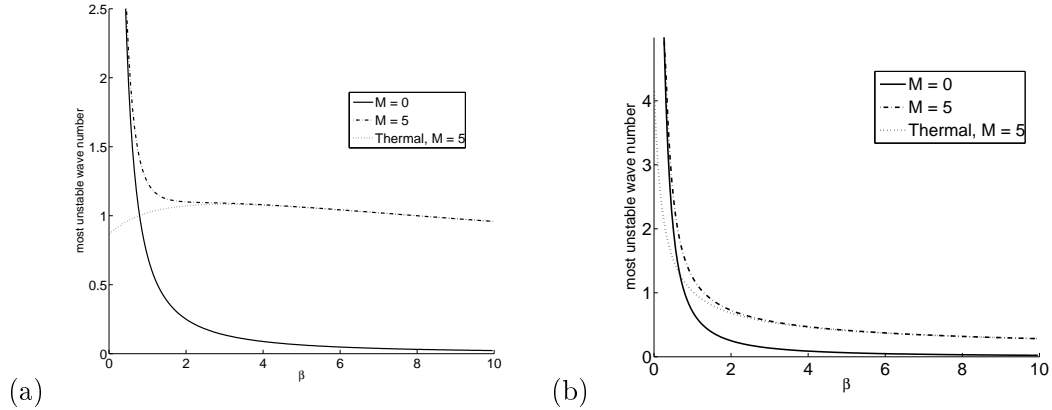 2.5
2
1.5
1
0.5
0
most unstable wave number
M = 0
M = 5
Thermal, M = 5
0 2 4 6 8 10
β
(a)
4
3
2
1
0
most unstable wave number
M = 0
M = 5
Thermal, M = 5
0 2 4 6 8 10
β
(b)